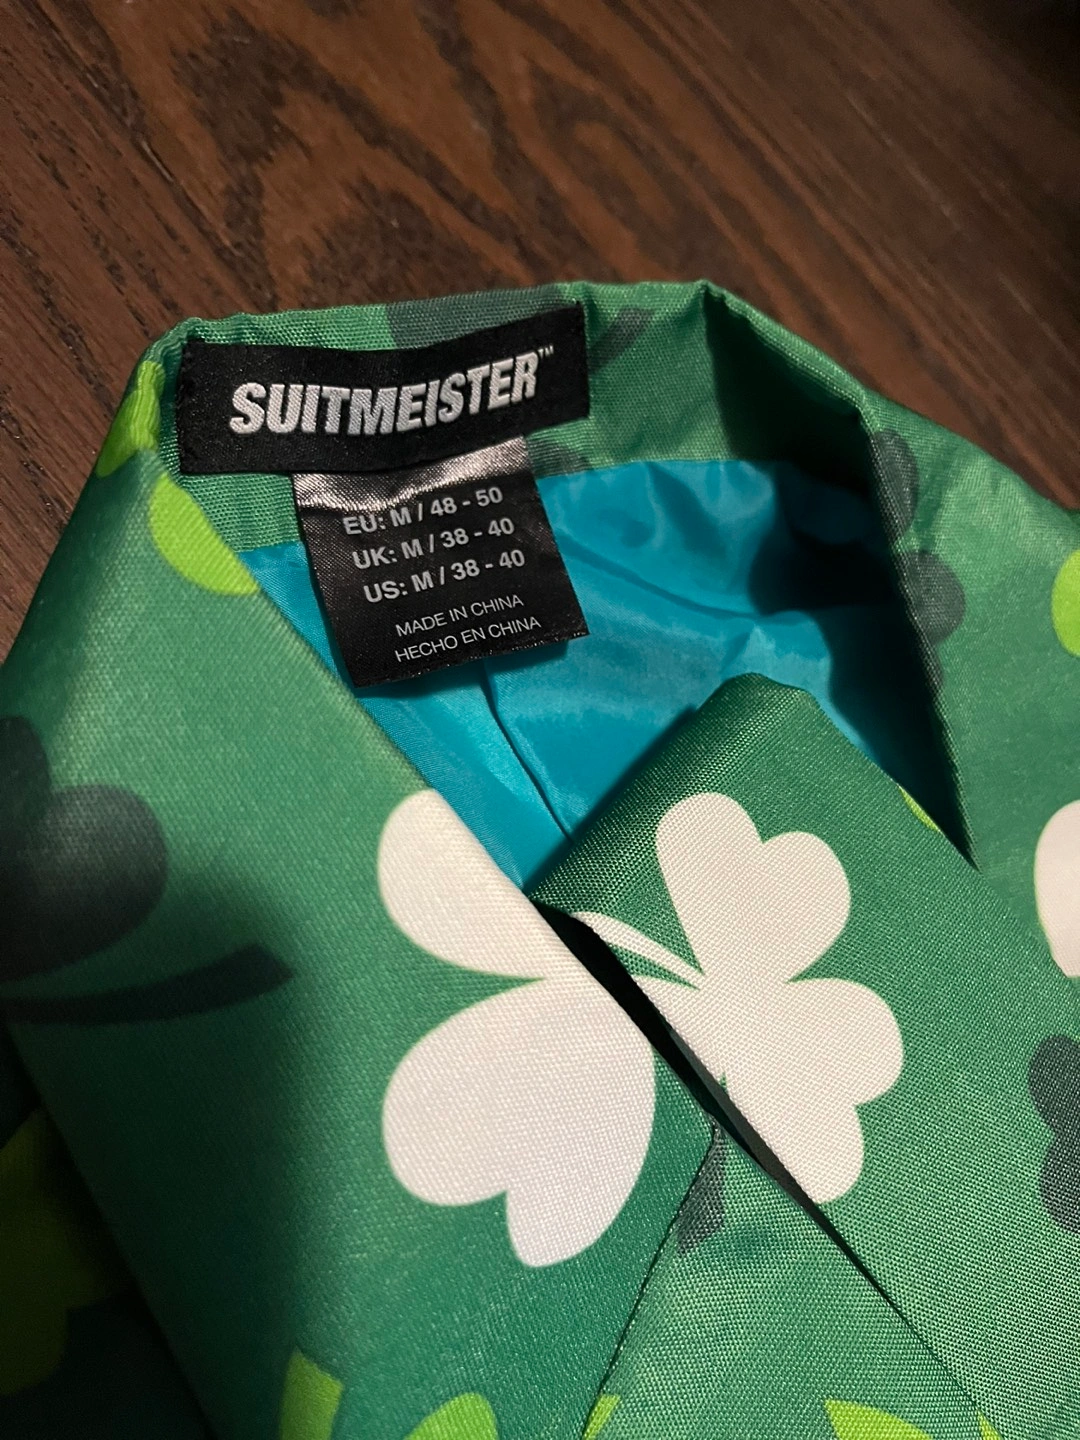 SUITMEISTER™
EU: M / 48 - 50
UK: M / 38 - 40
US: M / 38 - 40
MADE IN CHINA
HECHO EN CHINA